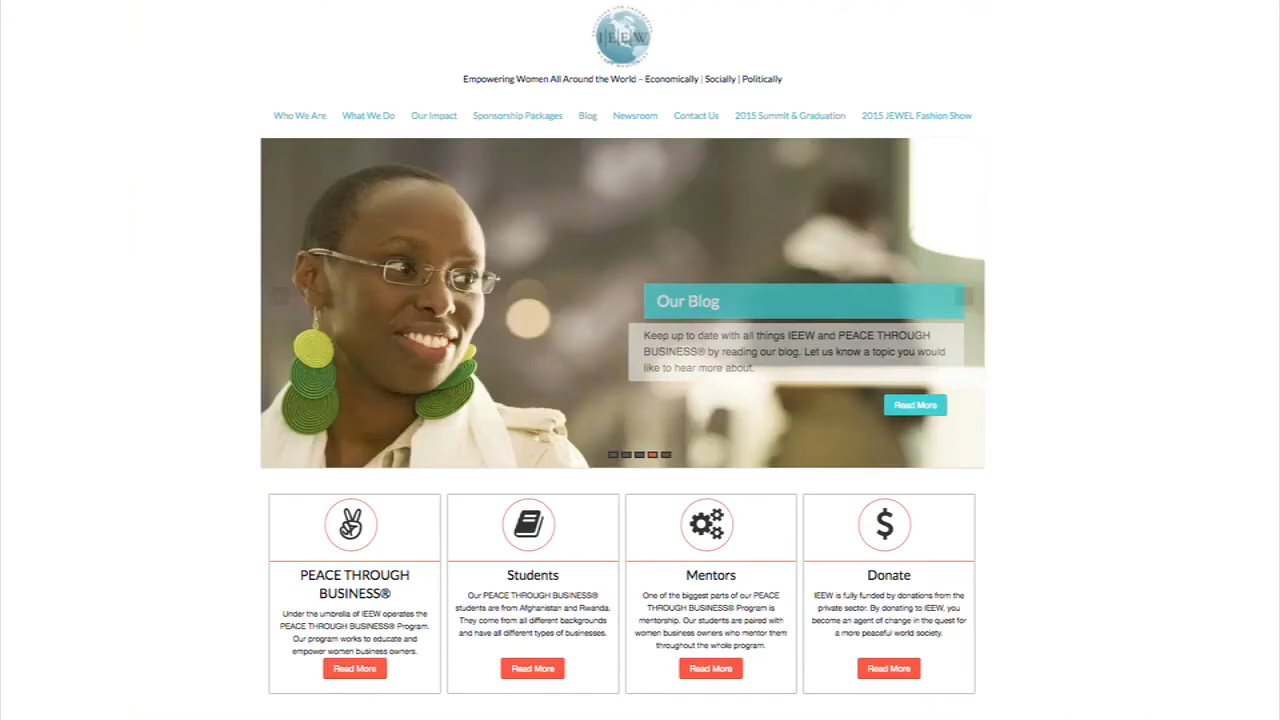 IEEW
Empowering Women All Around the World – Economically | Socially | Politically
Who We Are What We Do Our Impact Sponsorship Packages Blog Newsroom Contact Us 2015 Summit & Graduation 2015 JEWEL Fashion Show
Our Blog
Keep up to date with all things IEEW and PEACE THROUGH
BUSINESS® by reading our blog. Let us know a topic you would
like to hear more about.
Read More
PEACE THROUGH
BUSINESS®
Under the umbrella of IEEW operates the
PEACE THROUGH BUSINESS® Program.
Our program works to educate and
empower women business owners.
Read More
Students
Our PEACE THROUGH BUSINESS®
students are from Afghanistan and Rwanda.
They come from all different backgrounds
and have all different types of businesses.
Read More
Mentors
One of the biggest parts of our PEACE
THROUGH BUSINESS® Program is
mentorship. Our students are paired with
women business owners who mentor them
throughout the whole program.
Read More
Donate
IEEW is fully funded by donations from the
private sector. By donating to IEEW, you
become an agent of change in the quest for
a more peaceful world society.
Read More